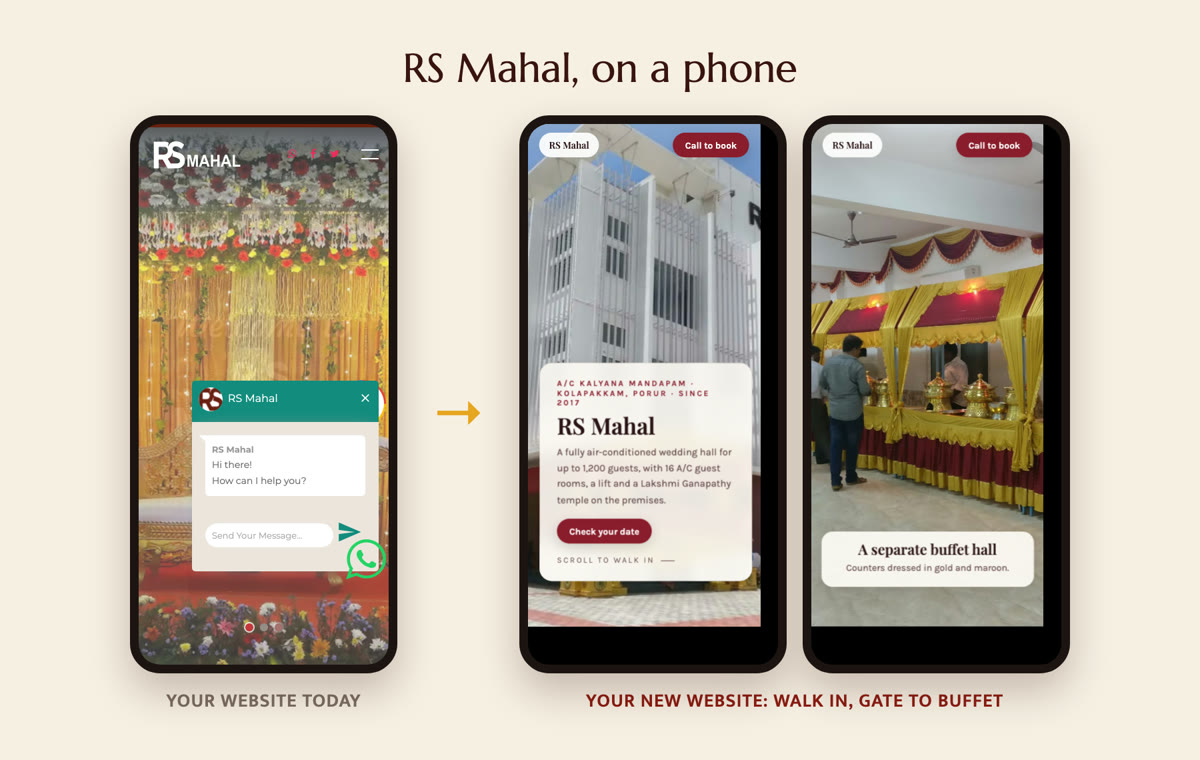 RS Mahal, on a phone
RS MAHAL
RS Mahal
RS Mahal
Hi there!
How can I help you?
Send Your Message...
YOUR WEBSITE TODAY
RS Mahal
Call to book
A/C KALYANA MANDAPAM ·
KOLAPAKKAM, PORUR · SINCE
2017
RS Mahal
A fully air-conditioned wedding hall for
up to 1,200 guests, with 16 A/C guest
rooms, a lift and a Lakshmi Ganapathy
temple on the premises.
Check your date
SCROLL TO WALK IN
RS Mahal
Call to book
A separate buffet hall
Counters dressed in gold and maroon.
YOUR NEW WEBSITE: WALK IN, GATE TO BUFFET